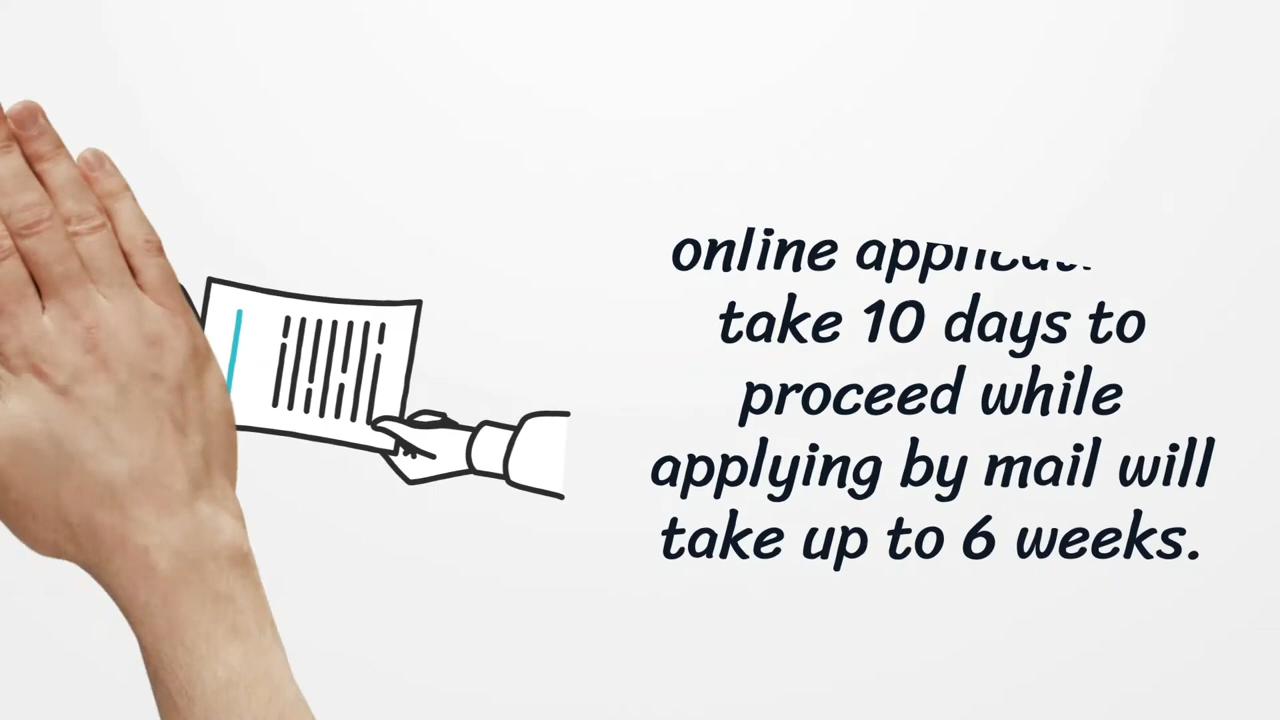 online
take 10 days to
proceed while
applying by mail will
take up to 6 weeks.